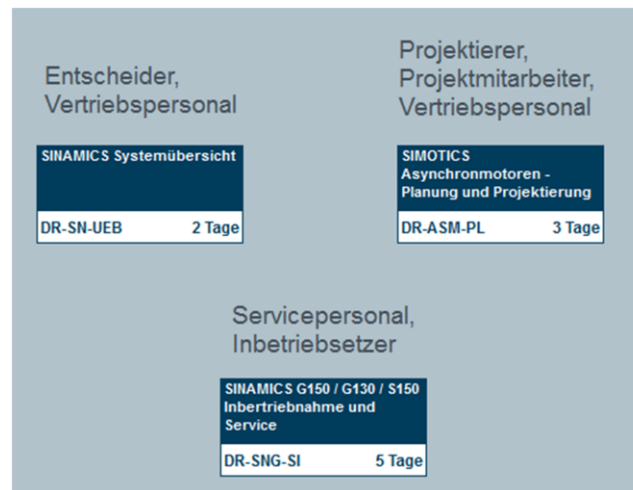 Entscheider,
Vertriebspersonal
SINAMICS Systemübersicht
DR-SN-UEB 2 Tage
Projektierer,
Projektmitarbeiter,
Vertriebspersonal
SIMOTICS
Asynchronmotoren -
Planung und Projektierung
DR-ASM-PL 3 Tage
Servicepersonal,
Inbetriebsetzer
SINAMICS G150 / G130 / S150
Inbertriebnahme und
Service
DR-SNG-SI 5 Tage